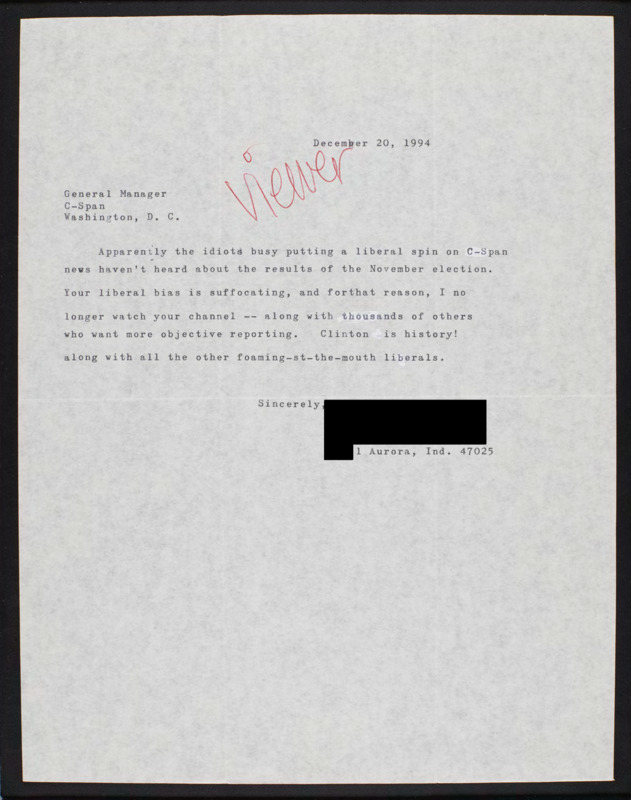 December 20, 1994
viewer
General Manager
C-Span
Washington, D. C.
Apparently the idiots busy putting a liberal spin on C-Span
news haven't heard about the results of the November election.
Your liberal bias is suffocating, and forthat reason, I no
longer watch your channel -- along with thousands of others
who want more objective reporting. Clinton is history!
along with all the other foaming-st-the-mouth liberals.
Sincerely,
1 Aurora, Ind. 47025